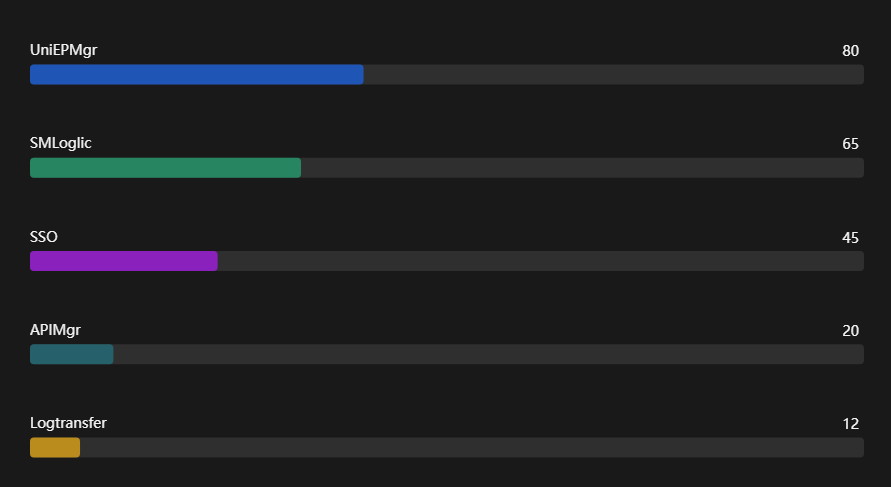 UniEPMgr 80
SMLoglic 65
SSO 45
APIMgr 20
Logtransfer 12